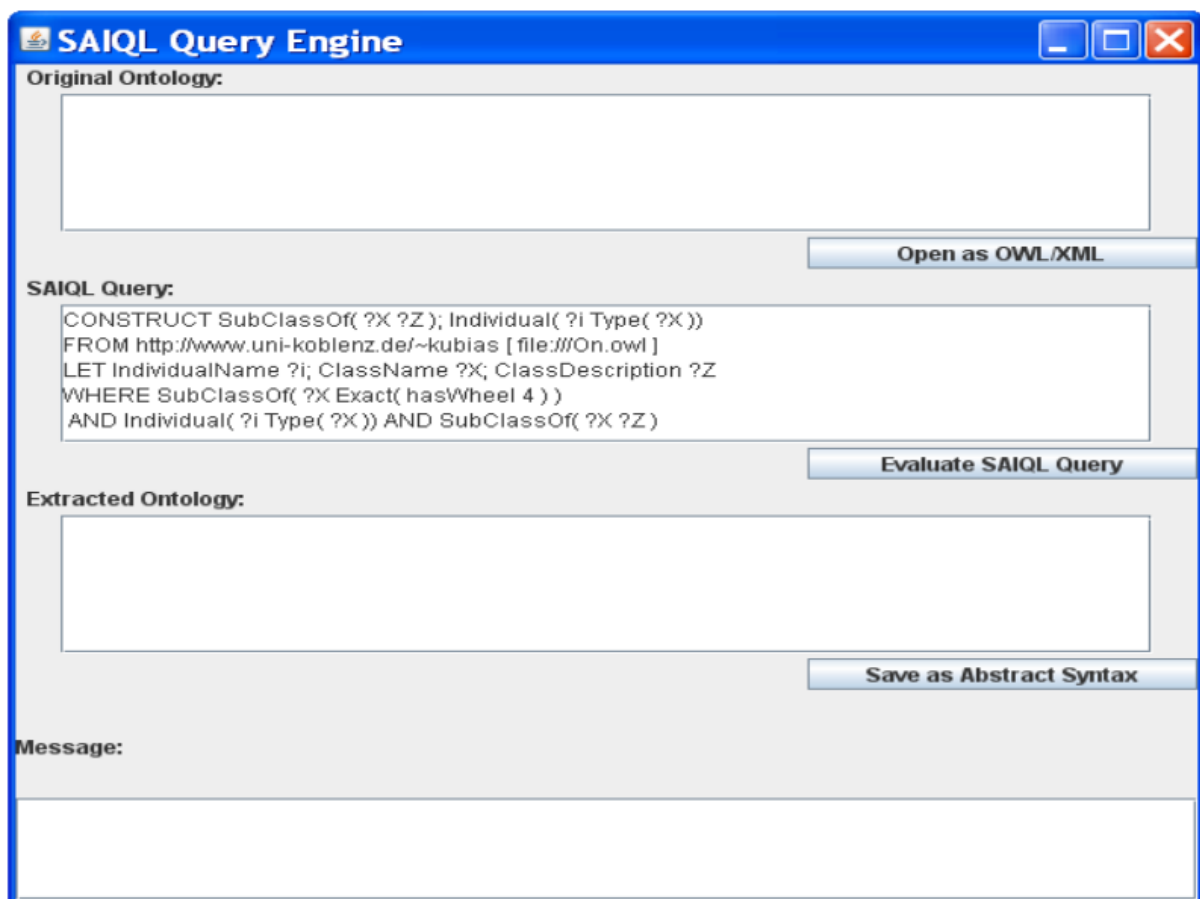 SAIQL Query Engine
Original Ontology:
Open as OWL/XML
SAIQL Query:
CONSTRUCT SubClassOf( ?X ?Z ); Individual( ?i Type( ?X ))
FROM http://www.uni-koblenz.de/~kubias [ file:///On.owl ]
LET IndividualName ?i; ClassName ?X; ClassDescription ?Z
WHERE SubClassOf( ?X Exact( hasWheel 4 ) )
AND Individual( ?i Type( ?X )) AND SubClassOf( ?X ?Z )
Evaluate SAIQL Query
Extracted Ontology:
Save as Abstract Syntax
Message: